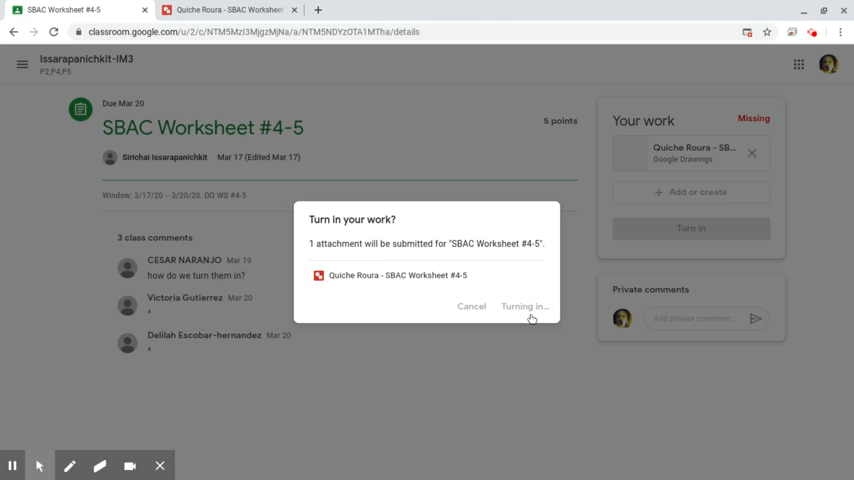 SBAC Worksheet #4-5
Quiche Roura - SBAC Worksheet
classroom.google.com/u/2/c/NTM5MzI3MjgzMjNa/a/NTM5NDYzOTA1MTha/details
Issarapanichkit-IM3
P2,P4,P5
Due Mar 20
SBAC Worksheet #4-5
5 points
Sirichai Issarapanichkit Mar 17 (Edited Mar 17)
Window: 3/17/20 – 3/20/20. DO WS #4-5
3 class comments
CESAR NARANJO Mar 19
how do we turn them in?
Victoria Gutierrez Mar 20
Delilah Escobar-hernandez Mar 20
Turn in your work?
1 attachment will be submitted for "SBAC Worksheet #4-5".
Quiche Roura - SBAC Worksheet #4-5
Cancel Turning in...
Your work Missing
Quiche Roura - SB...
Google Drawings
+ Add or create
Turn in
Private comments
Add private comment...